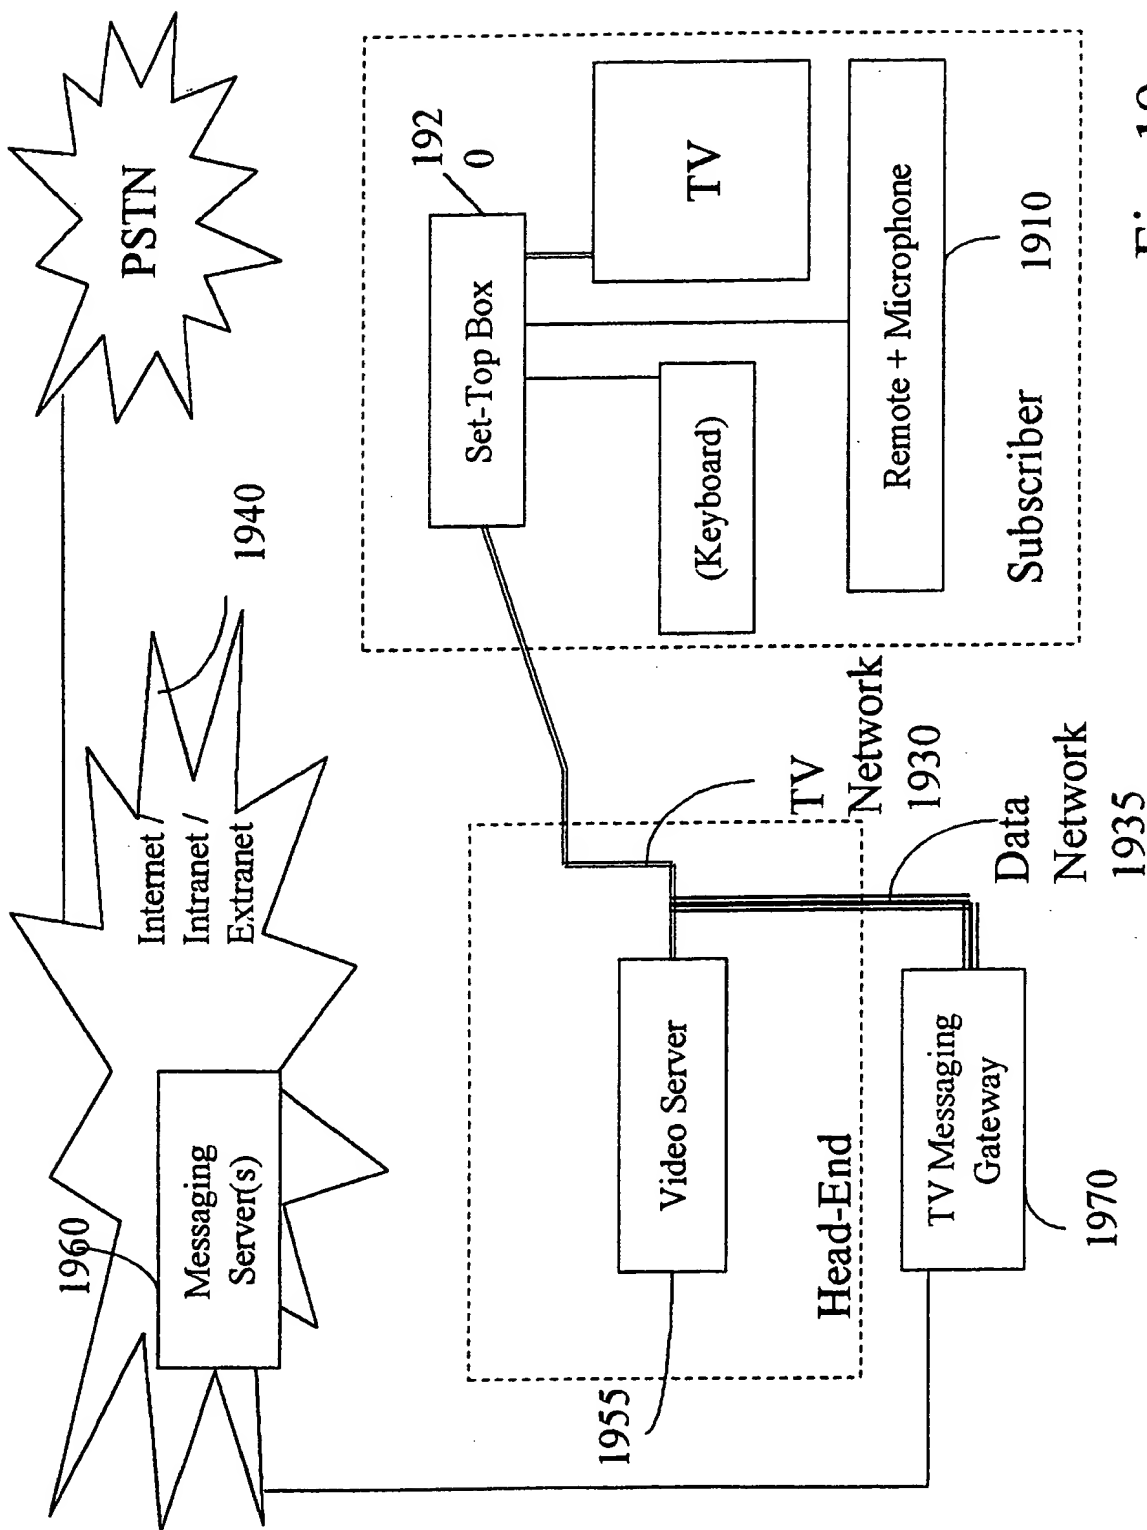 PSTN
1940
Internet /
Intranet /
Extranet
1960
Messaging
Server(s)
192
0
Set-Top Box
TV
(Keyboard)
Remote + Microphone
1910
Subscriber
TV
Network
1930
Data
Network
1935
Video Server
Head-End
1955
TV Messaging
Gateway
1970